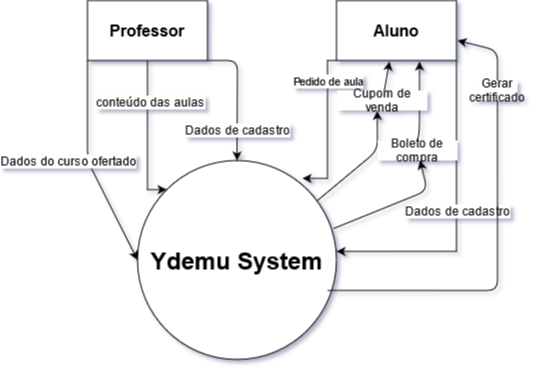 Professor
Aluno
Pedido de aula
Gerar
certificado
Cupom de
venda
conteúdo das aulas
Dados de cadastro
Boleto de
compra
Dados do curso ofertado
Dados de cadastro
Ydemu System